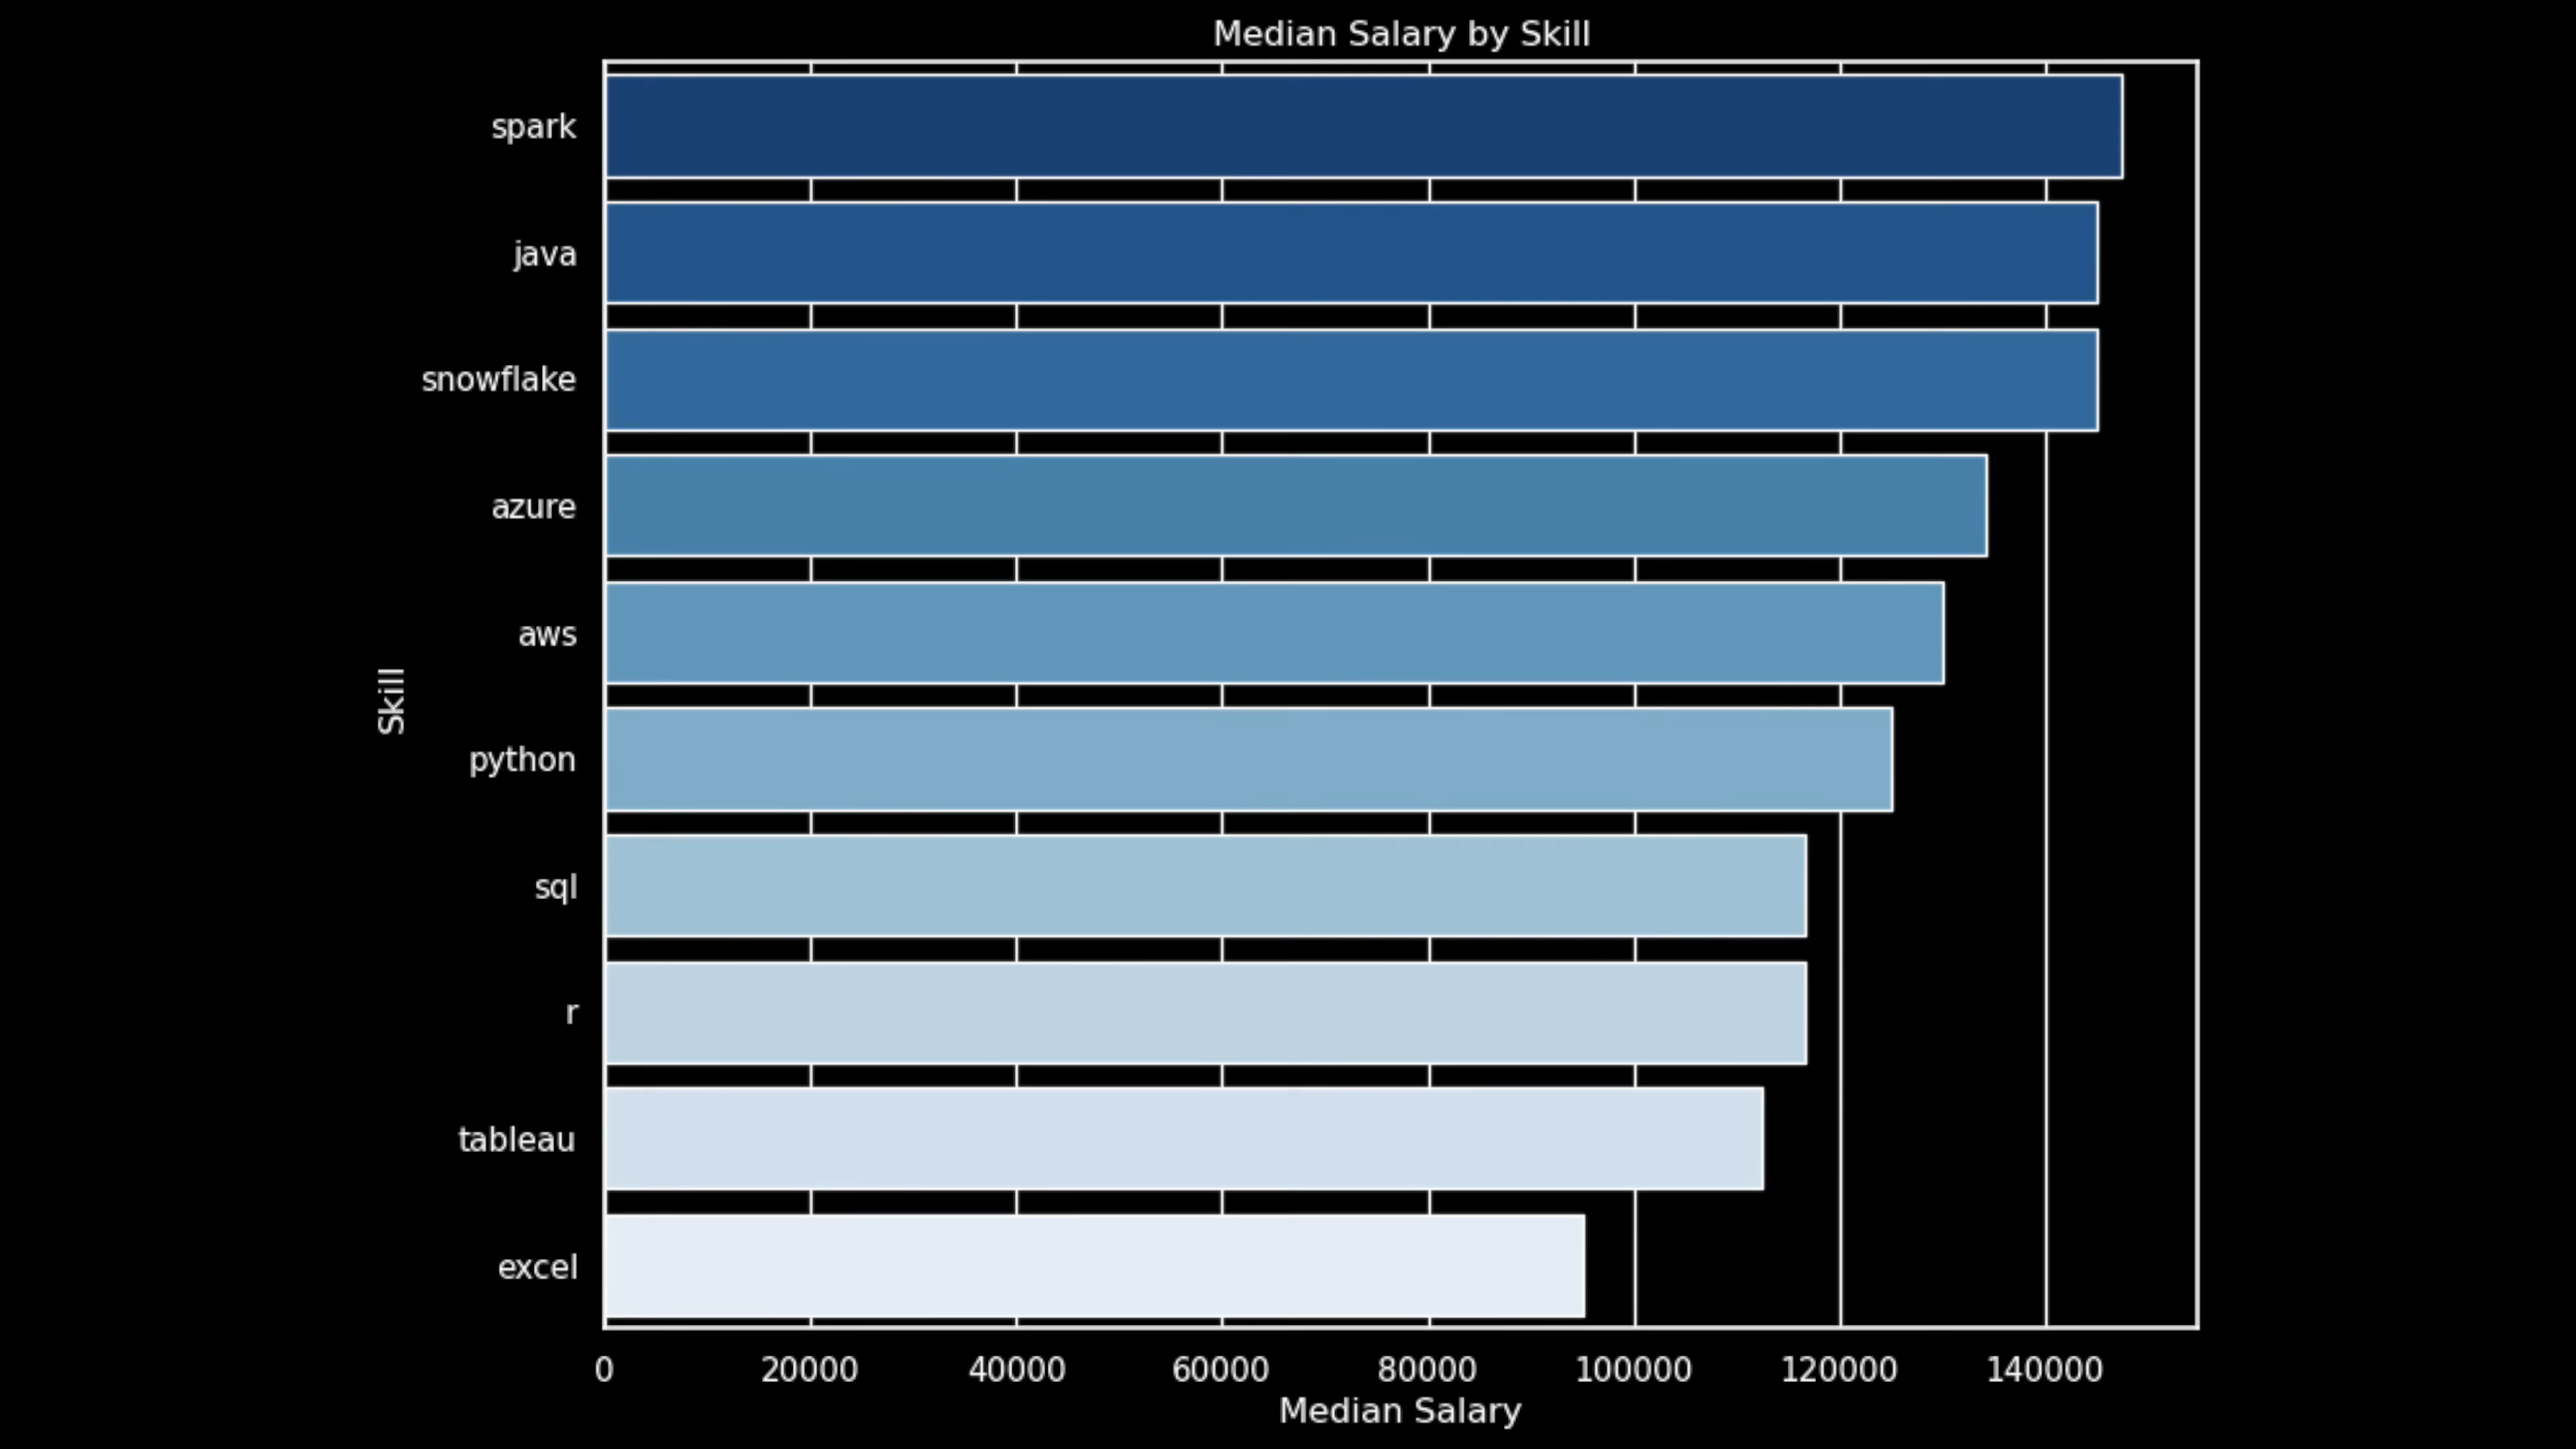 Median Salary by Skill
spark
java
snowflake
azure
aws
python
sql
r
tableau
excel
Skill
0 20000 40000 60000 80000 100000 120000 140000
Median Salary